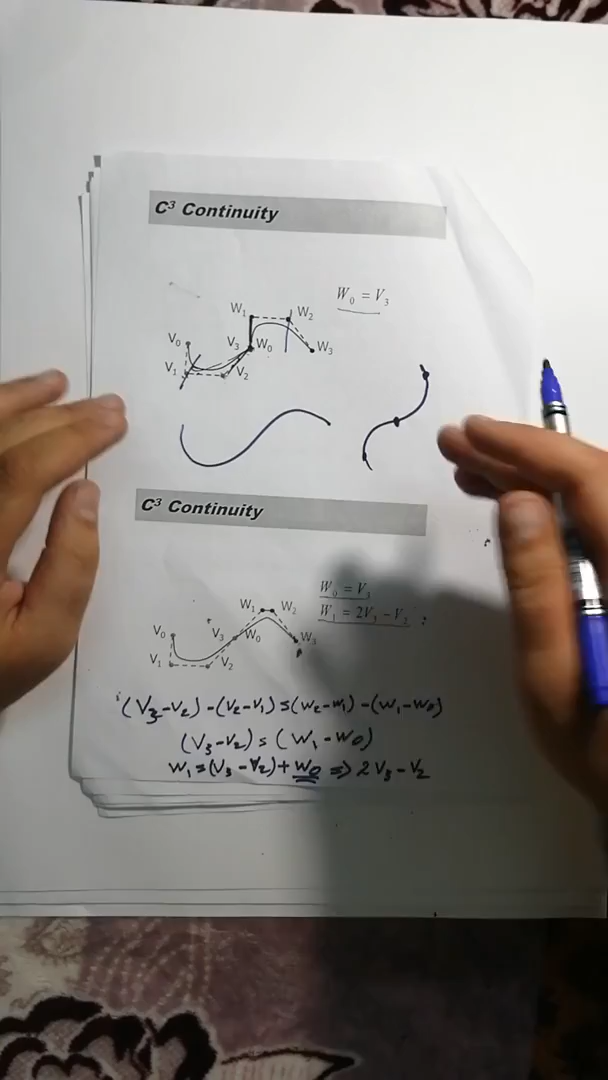 C³ Continuity
W₀ = V₃
W₁ W₂
V₀ V₃ W₀ W₃
V₁ V₂
C³ Continuity
W₀ = V₃
W₁ = 2V₃ − V₂ :
W₁ W₂
V₀ V₃ W₀ W₃
V₁ V₂
(V₃-V₂) - (V₂-V₁) = (W₂-W₁) - (W₁-W₀)
(V₃-V₂) = (W₁-W₀)
W₁ = (V₃-V₂) + W₀ => 2V₃-V₂